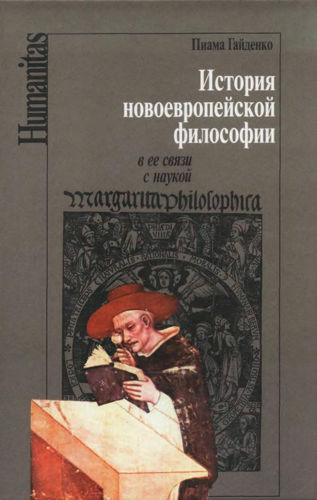 Humanitas
Пиама Гайденко
История
новоевропейской
философии
в ее связи
с наукой
Margarita philosophica